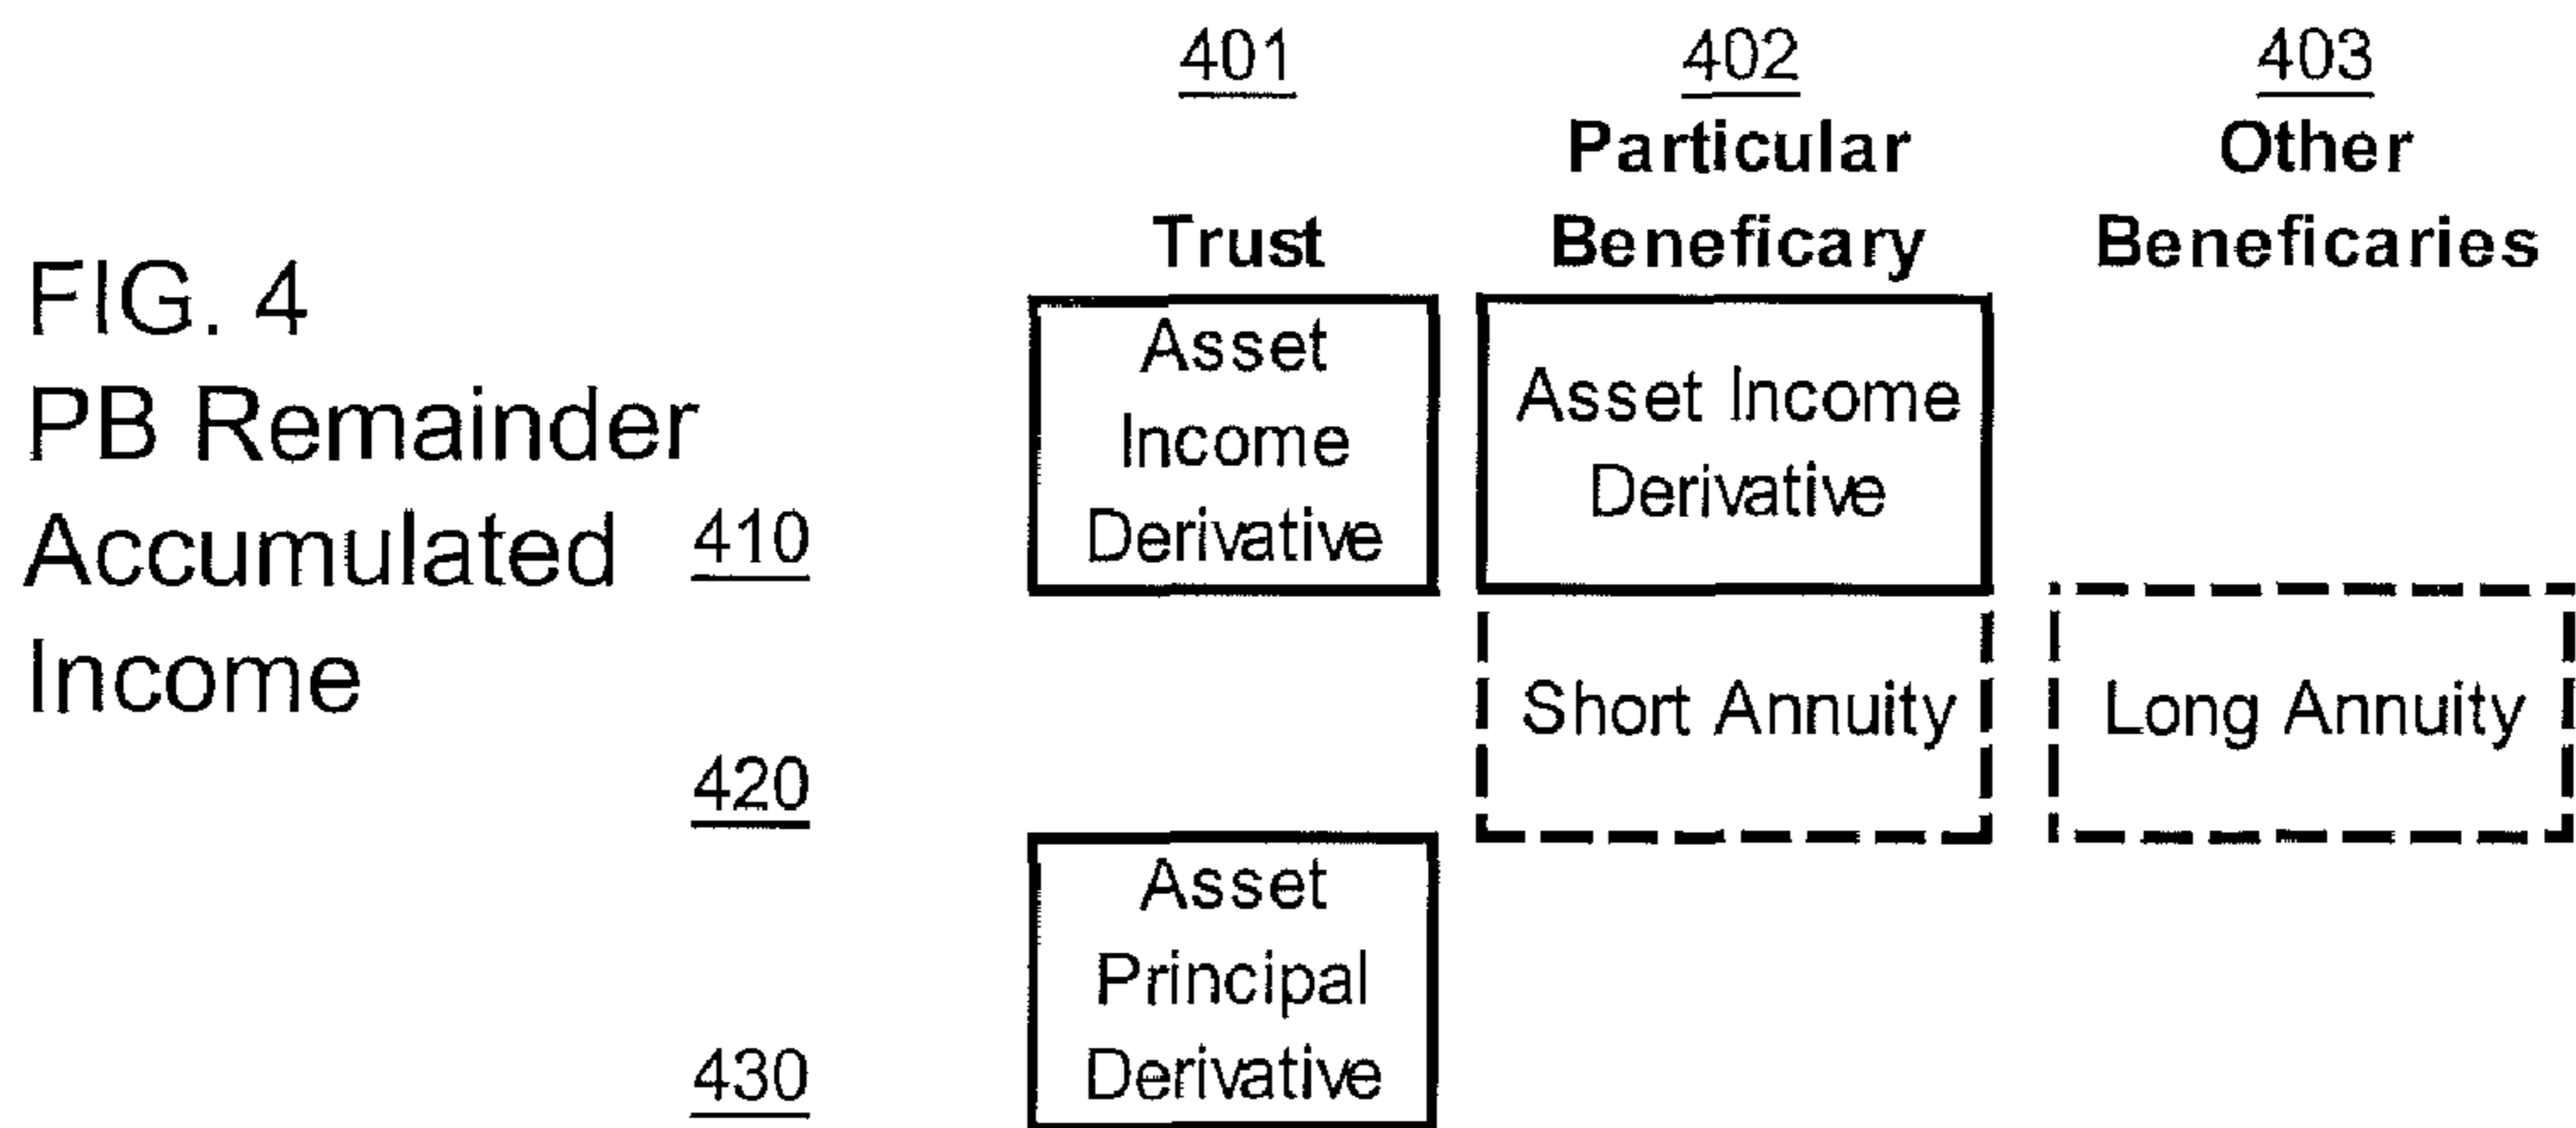 401 402 403
Particular Other
Trust Beneficary Beneficaries
FIG. 4
PB Remainder
Accumulated 410
Income
420
430
Asset
Income
Derivative
Asset Income
Derivative
Short Annuity
Long Annuity
Asset
Principal
Derivative